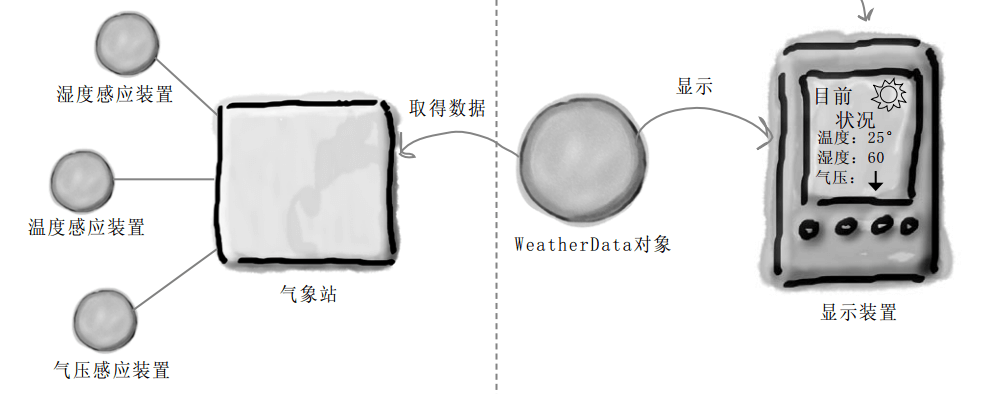 湿度感应装置
温度感应装置
气压感应装置
气象站
取得数据
WeatherData对象
显示
目前
状况
温度：25°
湿度：60
气压：
显示装置